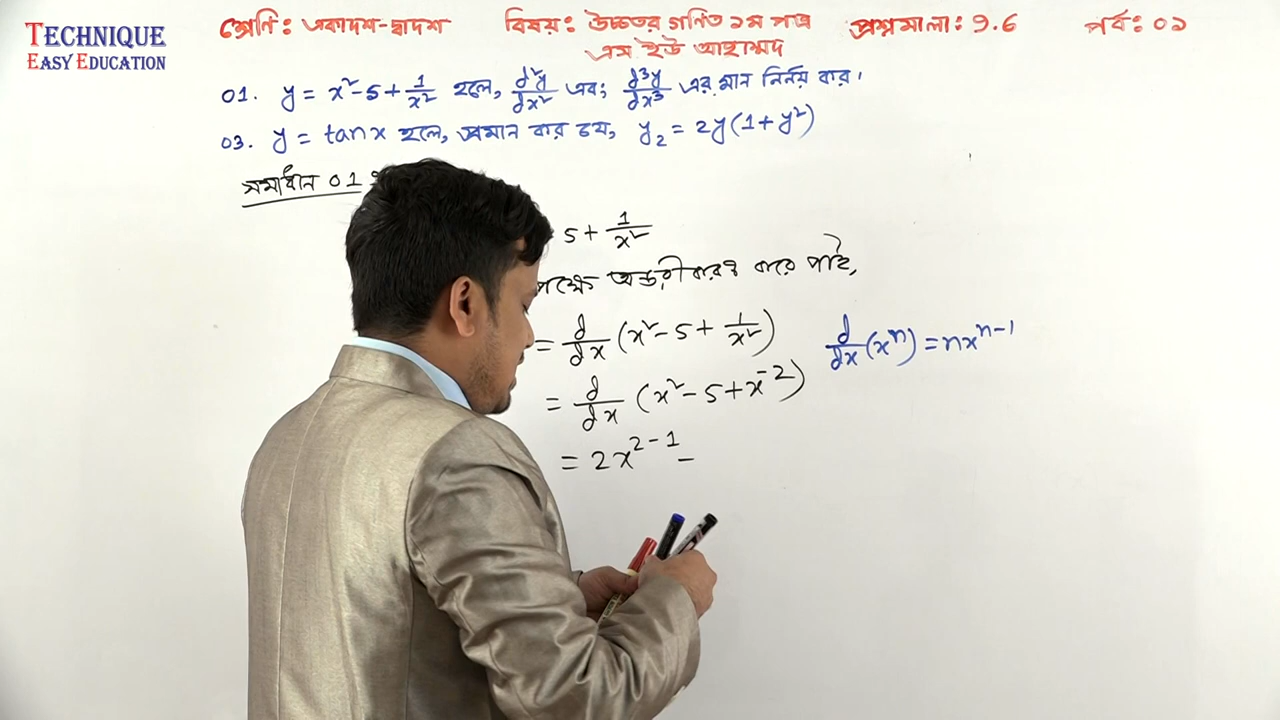 TECHNIQUE
EASY EDUCATION
শ্রেণি: একাদশ-দ্বাদশ বিষয়: উচ্চতর গণিত ১ম পত্র প্রশ্নমালা: 9.6 পর্ব: ০১
এস ইউ আহাম্মদ
01. y = x² - 5 + 1/x² হলে, d²y/dx² এবং d³y/dx³ এর মান নির্নয় কর।
03. y = tanx হলে, প্রমান কর যে, y₂ = 2y(1 + y²)
সমাধান 01
5 + 1/x²
পক্ষে অন্তরীকরণ করে পাই,
= d/dx (x² - 5 + 1/x²) d/dx (xⁿ) = nxⁿ⁻¹
= d/dx (x² - 5 + x⁻²)
= 2x²⁻¹ -